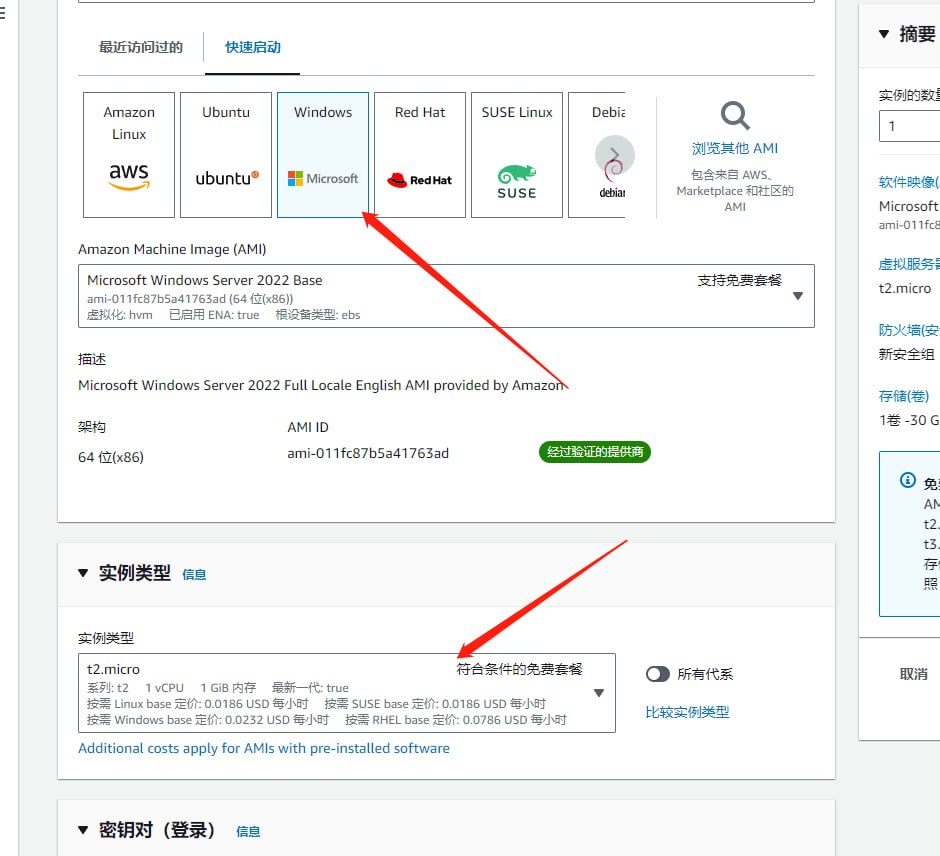 最近访问过的
快速启动
Amazon
Linux
aws
Ubuntu
ubuntu
Windows
Microsoft
Red Hat
Red Hat
SUSE Linux
SUSE
Debia
debian
浏览其他 AMI
包含来自 AWS、
Marketplace 和社区的
AMI
Amazon Machine Image (AMI)
Microsoft Windows Server 2022 Base
支持免费套餐
ami-011fc87b5a41763ad (64 位(x86))
虚拟化: hvm 已启用 ENA: true 根设备类型: ebs
描述
Microsoft Windows Server 2022 Full Locale English AMI provided by Amazon
架构
AMI ID
64 位(x86)
ami-011fc87b5a41763ad
经过验证的提供商
实例类型 信息
实例类型
t2.micro
符合条件的免费套餐
系列: t2 1 vCPU 1 GiB 内存 最新一代: true
按需 Linux base 定价: 0.0186 USD 每小时 按需 SUSE base 定价: 0.0186 USD 每小时
按需 Windows base 定价: 0.0232 USD 每小时 按需 RHEL base 定价: 0.0786 USD 每小时
所有代系
比较实例类型
Additional costs apply for AMIs with pre-installed software
密钥对（登录） 信息
摘要
实例的数量
1
软件映像(
Microsoft
ami-011fc8
虚拟服务器
t2.micro
防火墙(安
新安全组
存储(卷)
1卷 -30 G
免费
AM
t2.
t3.
存储
照
取消